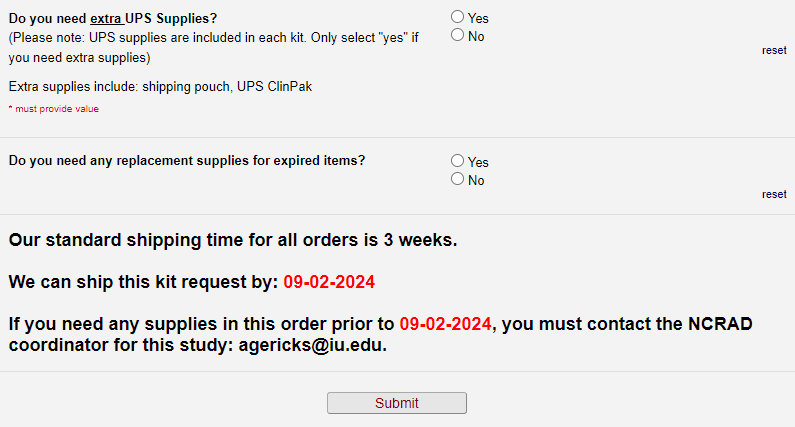 Do you need extra UPS Supplies?
Yes
(Please note: UPS supplies are included in each kit. Only select "yes" if
No
you need extra supplies)
reset
Extra supplies include: shipping pouch, UPS ClinPak
* must provide value
Do you need any replacement supplies for expired items?
Yes
No
reset
Our standard shipping time for all orders is 3 weeks.
We can ship this kit request by: 09-02-2024
If you need any supplies in this order prior to 09-02-2024, you must contact the NCRAD
coordinator for this study: agericks@iu.edu.
Submit